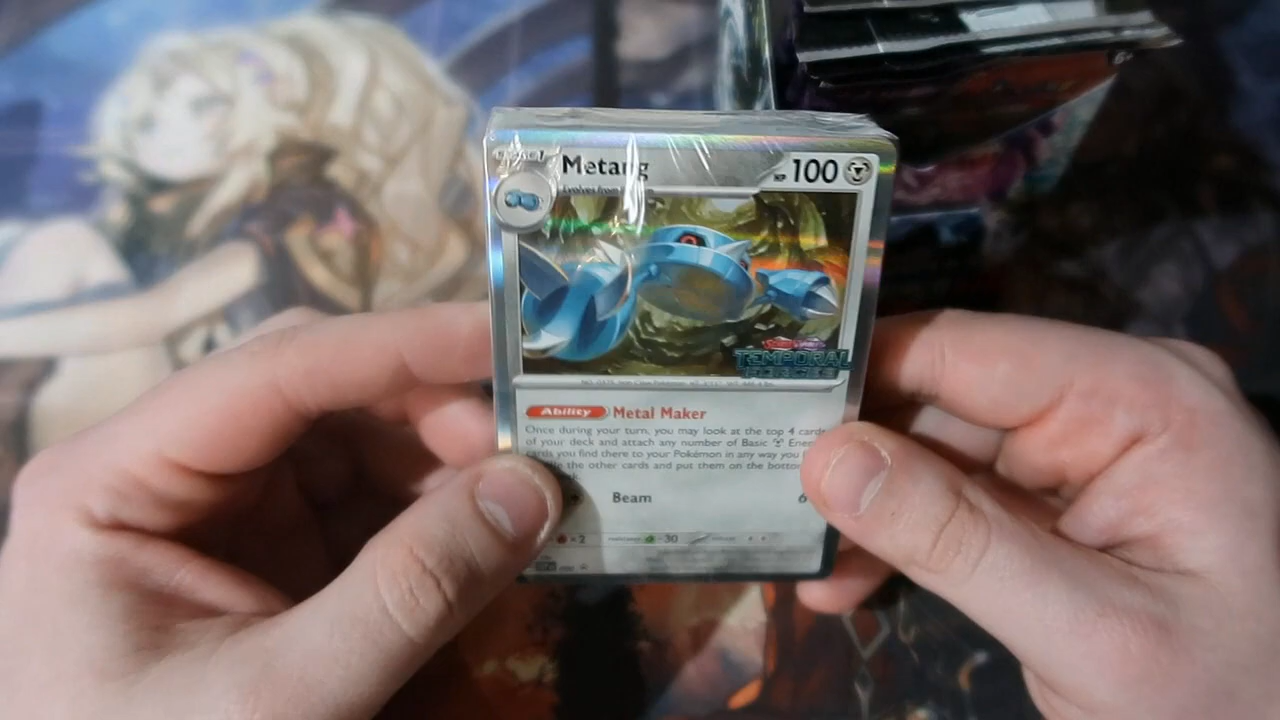 Metang
HP 100
Evolves from
TEMPORAL
FORCES
Ability Metal Maker
Once during your turn, you may look at the top 4 cards
of your deck and attach any number of Basic Ener
cards you find there to your Pokémon in any way you
the other cards and put them on the bottom
Beam 6
×2 -30